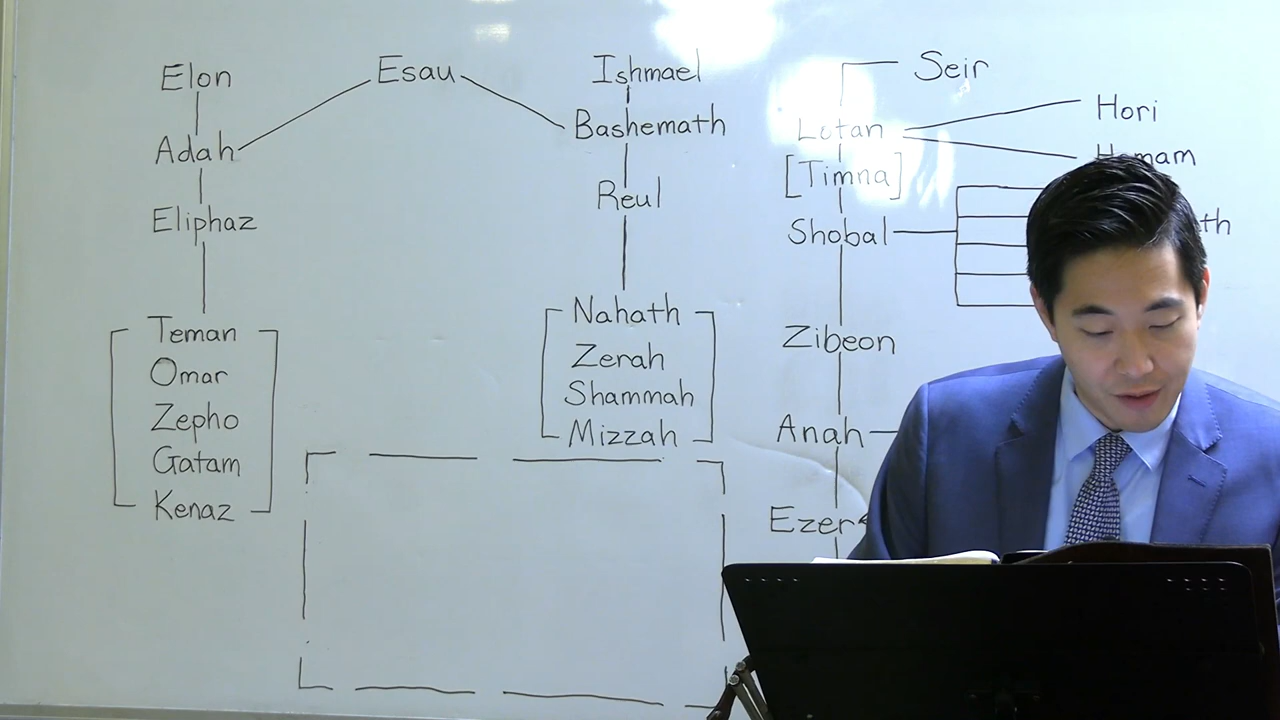 Elon
Esau
Ishmael
Seir
Adah
Bashemath
Lotan
Hori
[Timna]
Eliphaz
Reul
Shobal
Teman
Omar
Zepho
Gatam
Kenaz
Nahath
Zerah
Shammah
Mizzah
Zibeon
Anah
Ezer